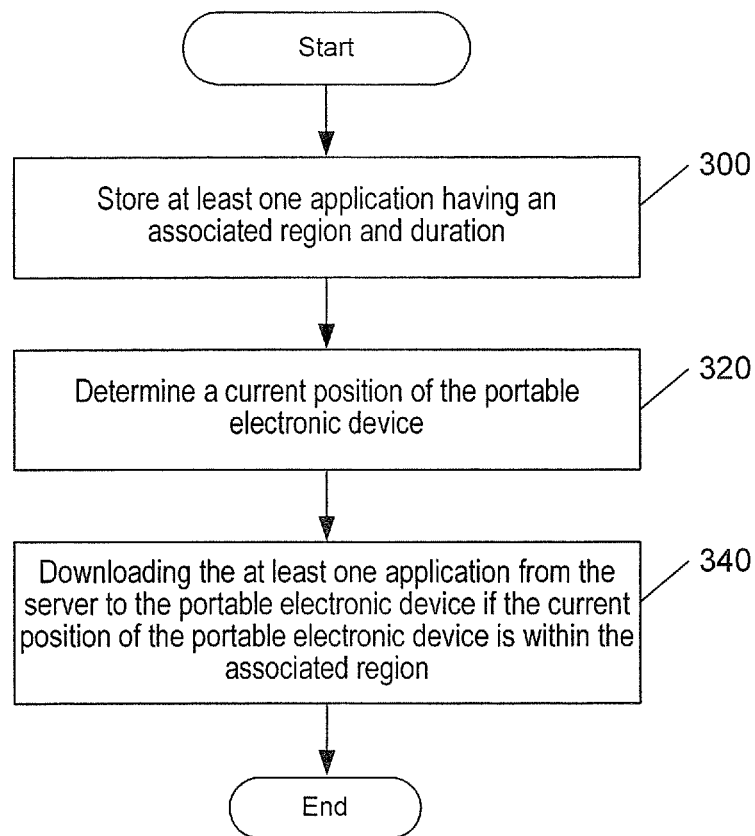 Start
300
Store at least one application having an
associated region and duration
320
Determine a current position of the portable
electronic device
340
Downloading the at least one application from the
server to the portable electronic device if the current
position of the portable electronic device is within the
associated region
End